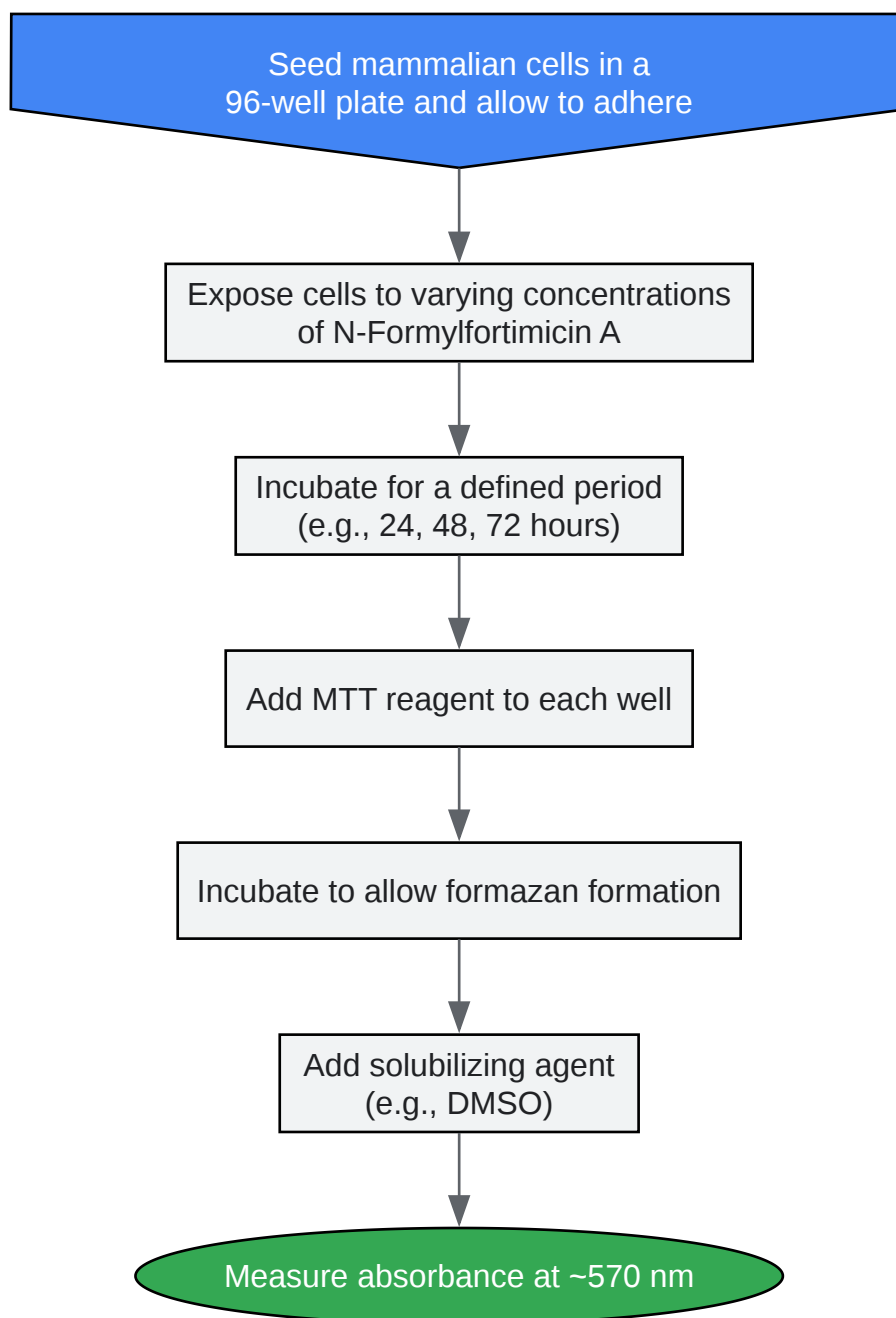 Seed mammalian cells in a
96-well plate and allow to adhere
Expose cells to varying concentrations
of N-Formylfortimicin A
Incubate for a defined period
(e.g., 24, 48, 72 hours)
Add MTT reagent to each well
Incubate to allow formazan formation
Add solubilizing agent
(e.g., DMSO)
Measure absorbance at ~570 nm